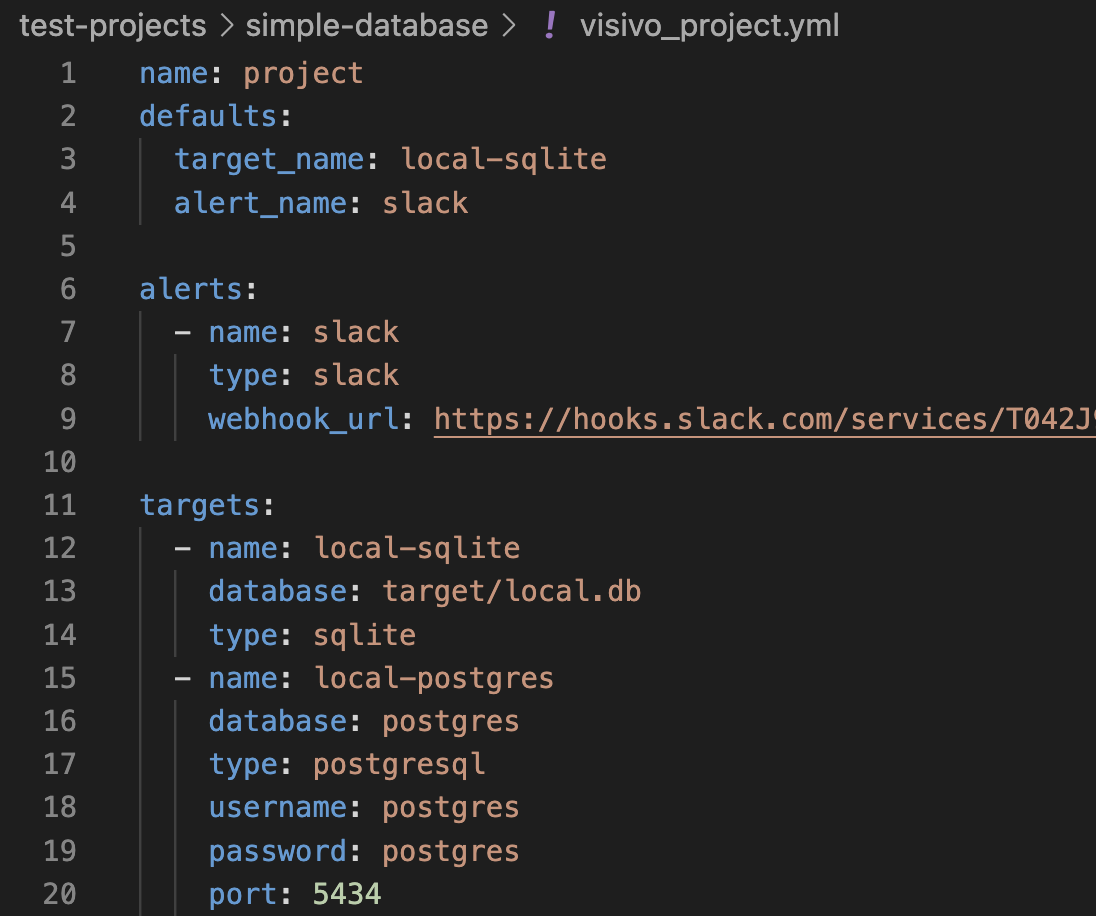 test-projects > simple-database > ! visivo_project.yml
1 name: project
2 defaults:
3   target_name: local-sqlite
4   alert_name: slack
5
6 alerts:
7   - name: slack
8     type: slack
9     webhook_url: https://hooks.slack.com/services/T042J9
10
11 targets:
12   - name: local-sqlite
13     database: target/local.db
14     type: sqlite
15   - name: local-postgres
16     database: postgres
17     type: postgresql
18     username: postgres
19     password: postgres
20     port: 5434